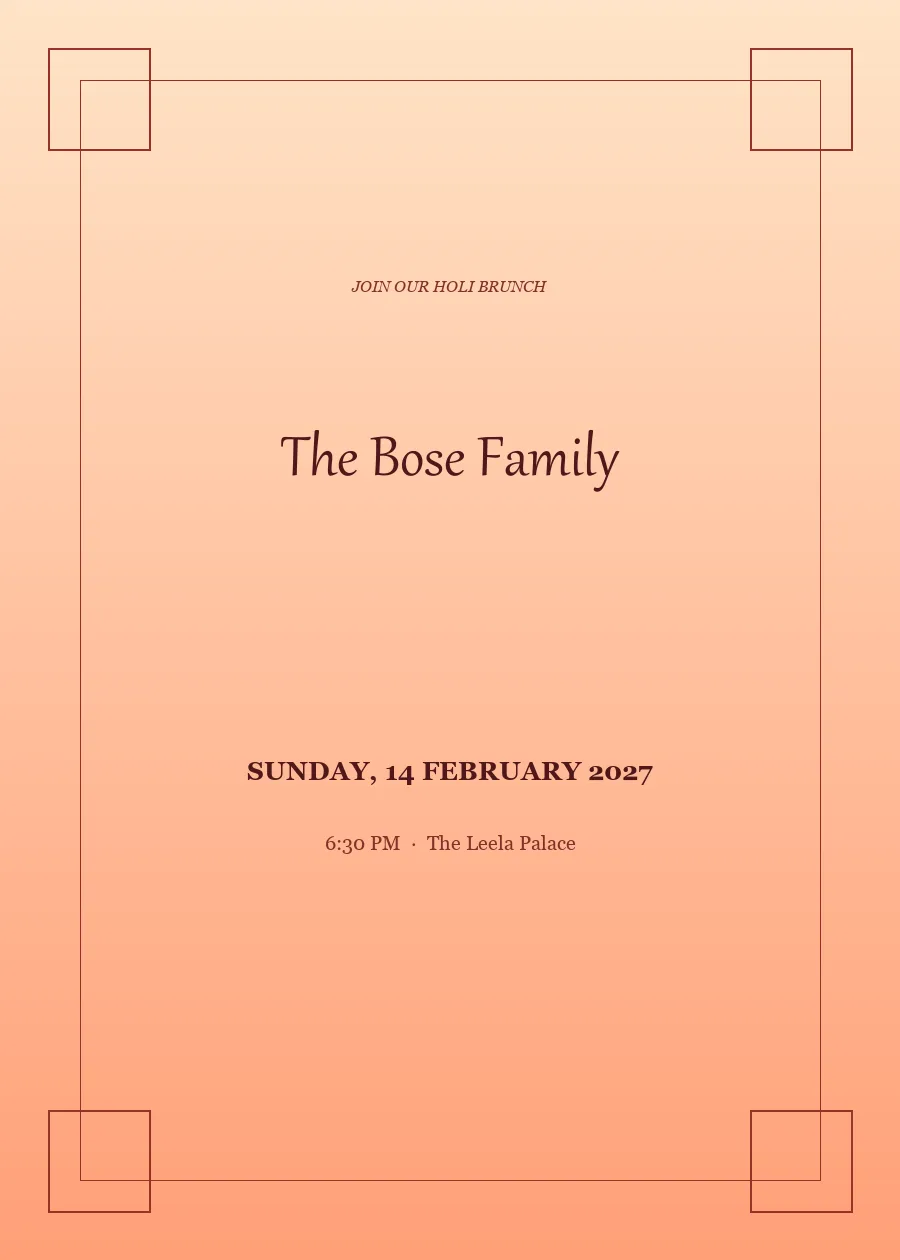 JOIN OUR HOLI BRUNCH
The Bose Family
SUNDAY, 14 FEBRUARY 2027
6:30 PM · The Leela Palace